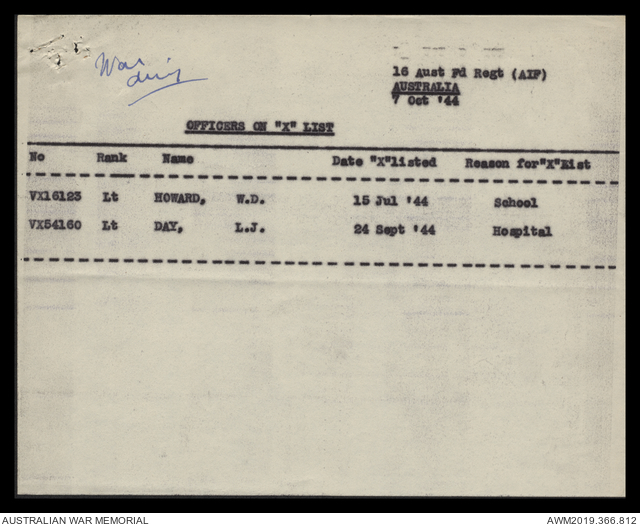 War
diary
16 Aust Fd Regt (AIF)
AUSTRALIA
7 Oct '44
OFFICERS ON "X" LIST
No Rank Name Date "X"listed Reason for"X"List
VX16123 Lt HOWARD, W.D. 15 Jul '44 School
VX54160 Lt DAY, L.J. 24 Sept '44 Hospital
AUSTRALIAN WAR MEMORIAL AWM2019.366.812